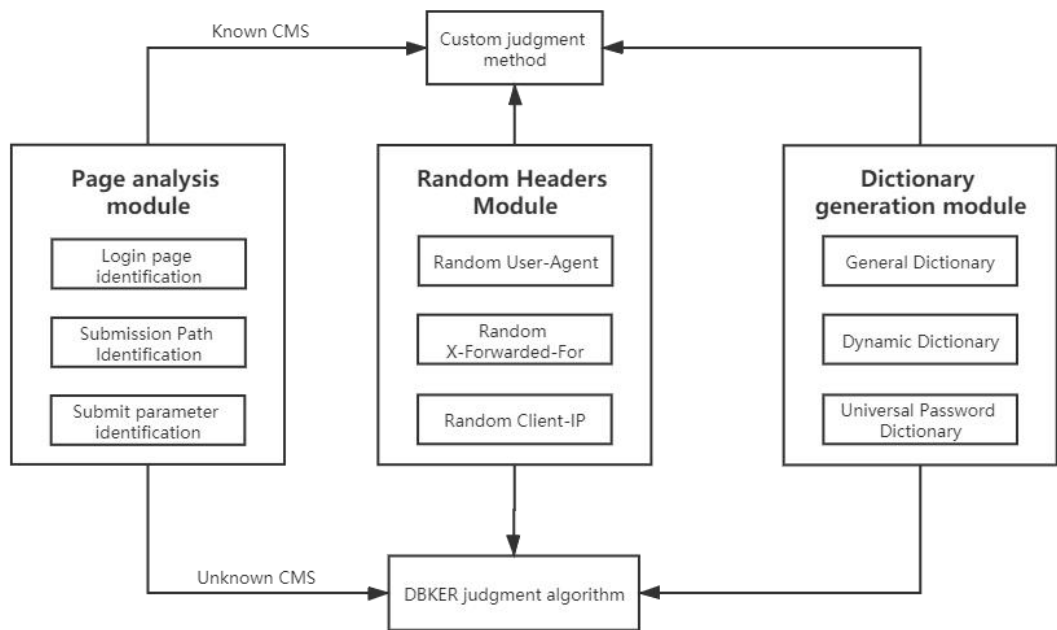 Known CMS
Custom judgment
method
Page analysis
module
Login page
identification
Submission Path
Identification
Submit parameter
identification
Random Headers
Module
Random User-Agent
Random
X-Forwarded-For
Random Client-IP
Dictionary
generation module
General Dictionary
Dynamic Dictionary
Universal Password
Dictionary
Unknown CMS
DBKER judgment algorithm